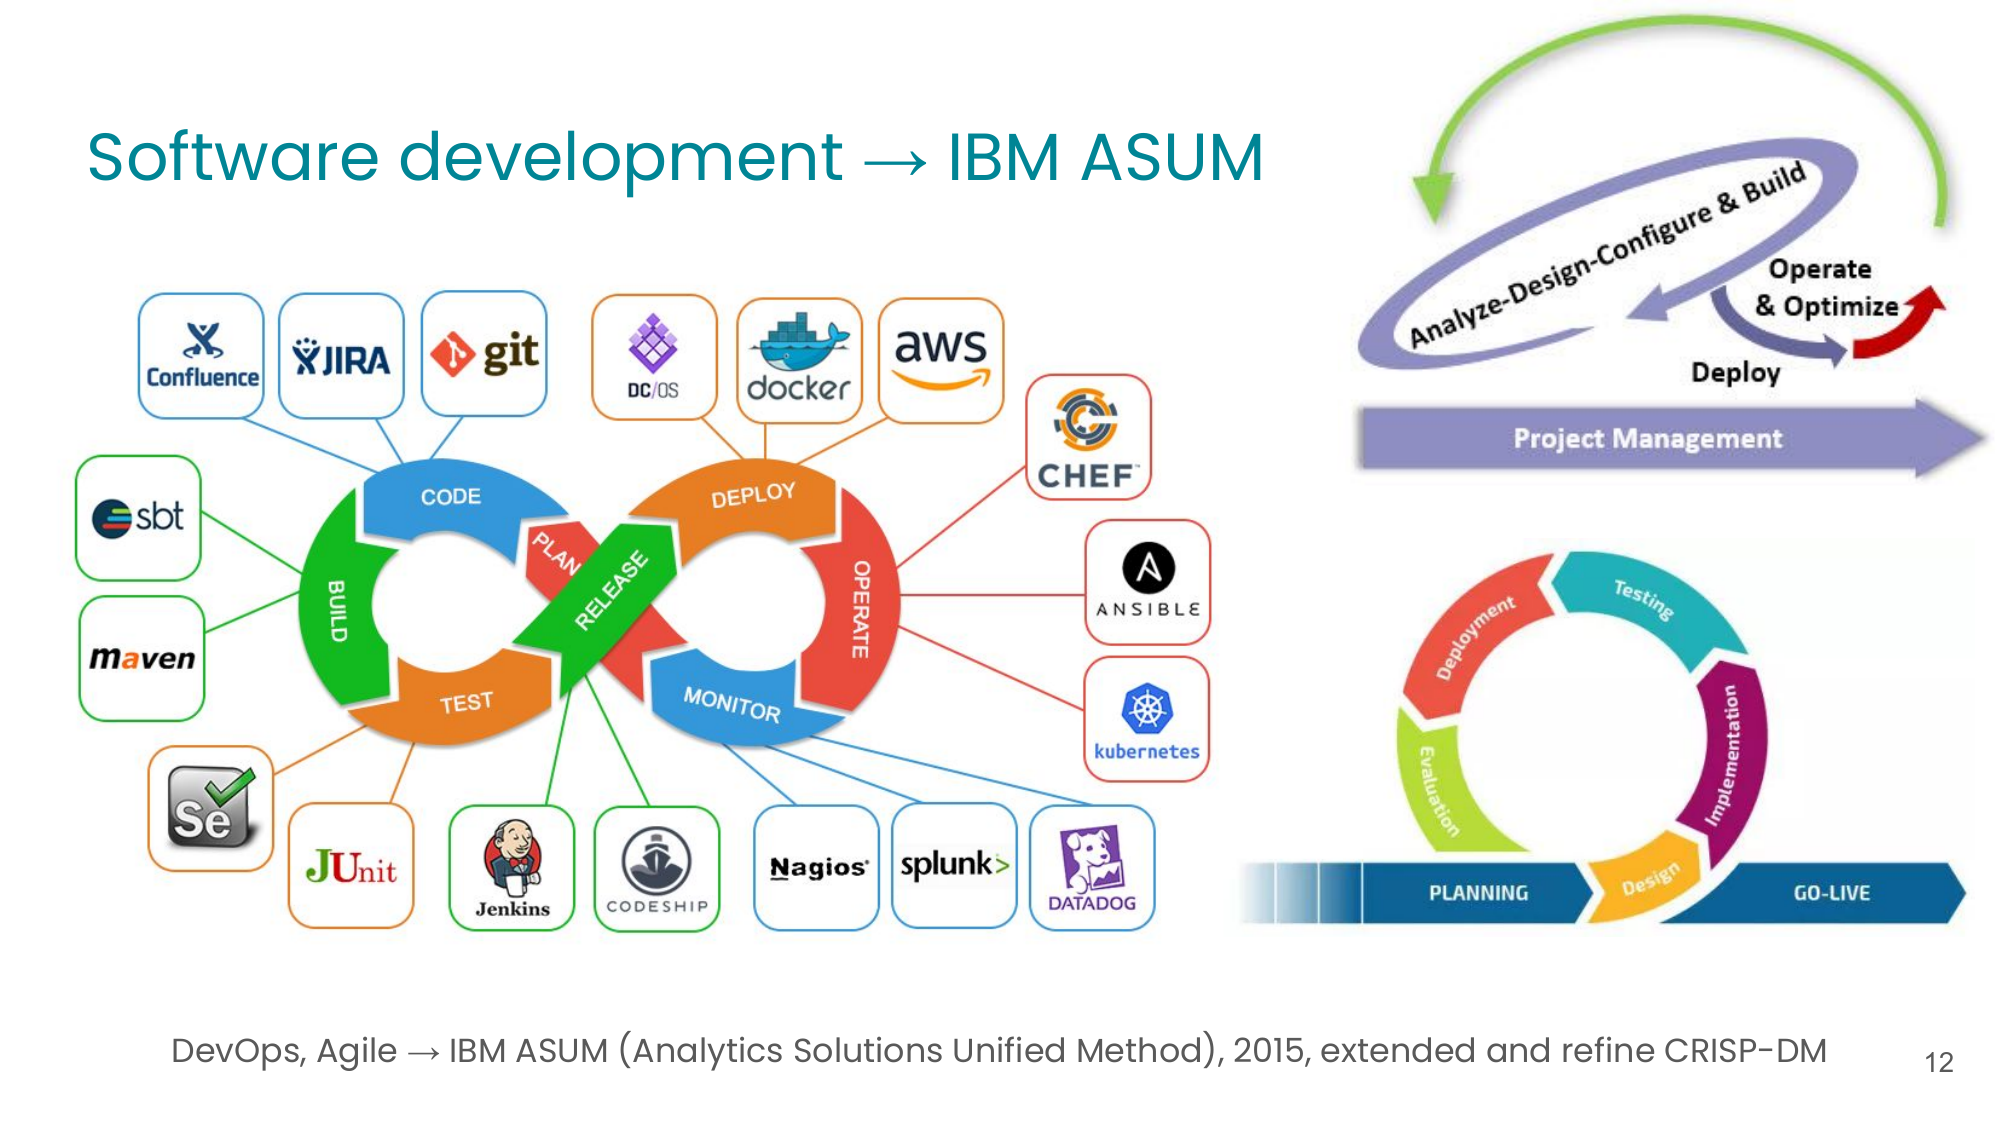 Software development → IBM ASUM
Confluence
JIRA
git
DC/OS
docker
aws
CHEF
sbt
maven
CODE
DEPLOY
PLAN
RELEASE
BUILD
OPERATE
TEST
MONITOR
ANSIBLE
kubernetes
Se
JUnit
Jenkins
CODESHIP
Nagios
splunk>
DATADOG
Analyze-Design-Configure & Build
Operate
& Optimize
Deploy
Project Management
Testing
Deployment
Implementation
Evaluation
Design
PLANNING
GO-LIVE
DevOps, Agile → IBM ASUM (Analytics Solutions Unified Method), 2015, extended and refine CRISP-DM
12